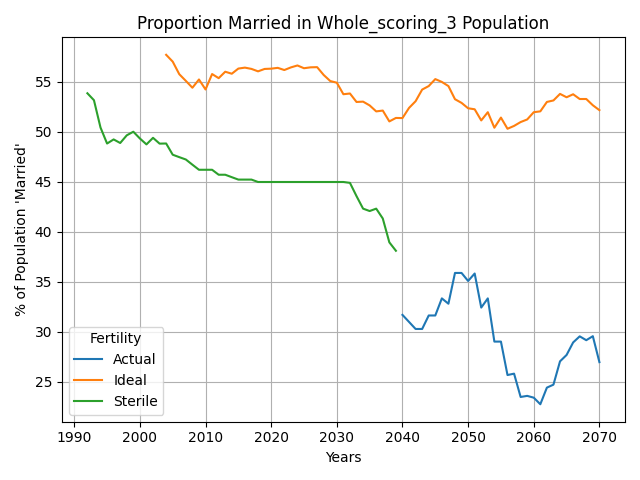 Proportion Married in Whole_scoring_3 Population
% of Population 'Married'
55
50
45
40
35
30
25
Fertility
Actual
Ideal
Sterile
1990 2000 2010 2020 2030 2040 2050 2060 2070
Years